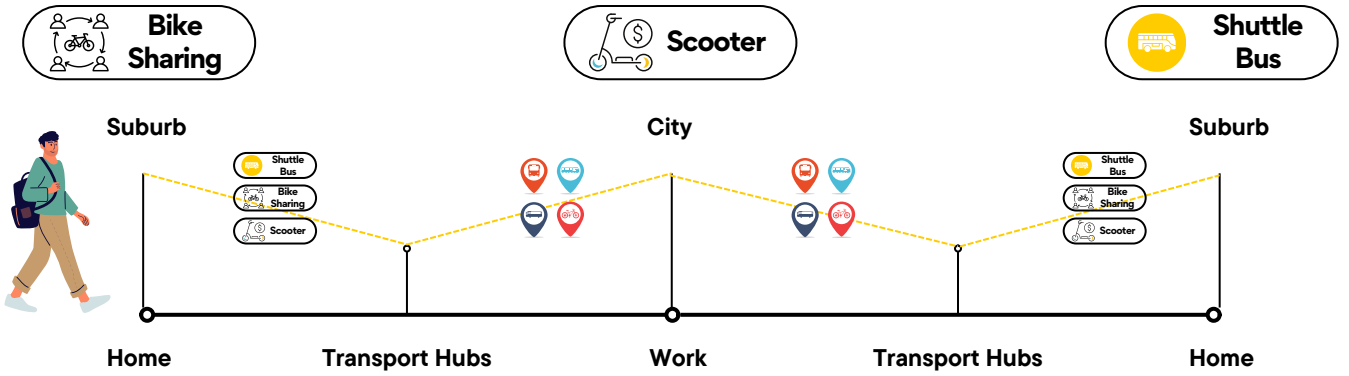 Bike
Sharing
Scooter
Shuttle
Bus
Suburb
City
Suburb
Shuttle
Bus
Bike
Sharing
$ Scooter
Shuttle
Bus
Bike
Sharing
$ Scooter
Home
Transport Hubs
Work
Transport Hubs
Home